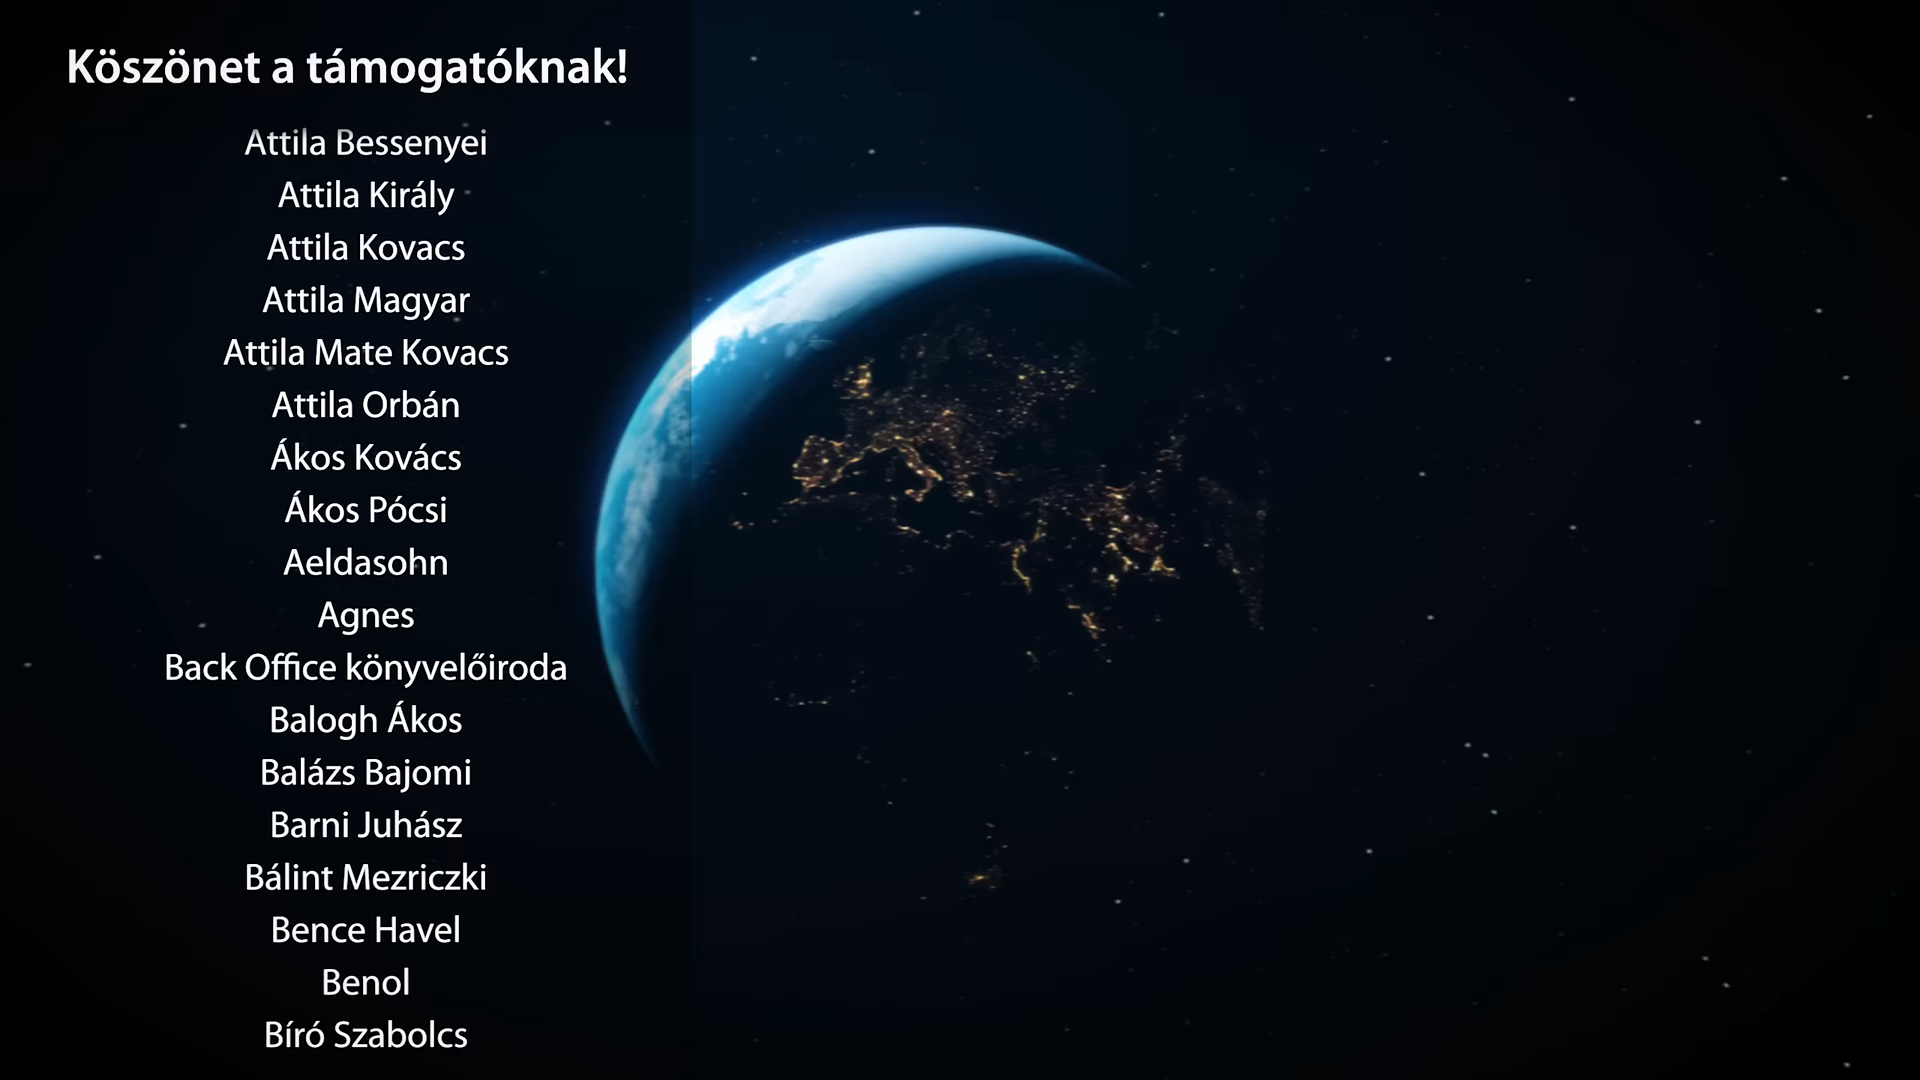 Köszönet a támogatóknak!
Attila Bessenyei
Attila Király
Attila Kovacs
Attila Magyar
Attila Mate Kovacs
Attila Orbán
Ákos Kovács
Ákos Pócsi
Aeldasohn
Agnes
Back Office könyvelőiroda
Balogh Ákos
Balázs Bajomi
Barni Juhász
Bálint Mezriczki
Bence Havel
Benol
Bíró Szabolcs